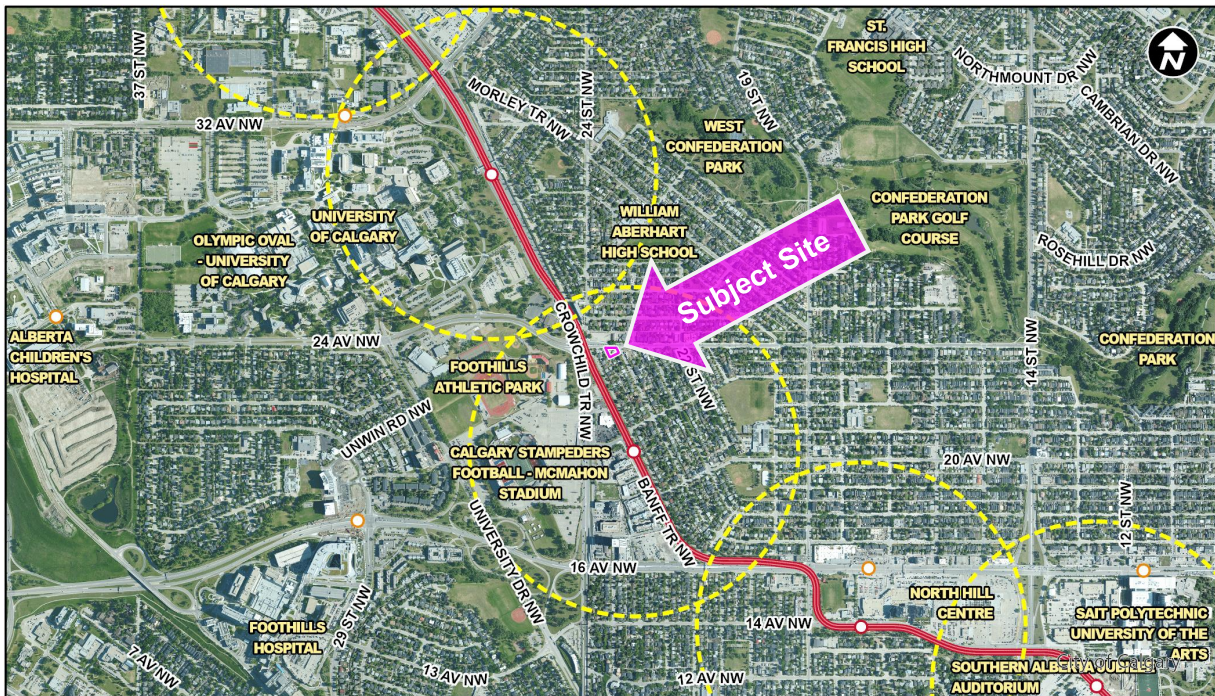 ST.
FRANCIS HIGH
SCHOOL
N
37 ST NW
24 ST NW
19 ST NW
NORTHMOUNT DR NW
CAMBRIAN DR NW
MORLEY TR NW
32 AV NW
WEST
CONFEDERATION
PARK
UNIVERSITY
OF CALGARY
WILLIAM
ABERHART
HIGH SCHOOL
CONFEDERATION
PARK GOLF
COURSE
OLYMPIC OVAL
- UNIVERSITY
OF CALGARY
ROSEHILL DR NW
Subject Site
ALBERTA
CHILDREN'S
HOSPITAL
24 AV NW
CROWCHILD TR NW
ST NW
14 ST NW
CONFEDERATION
PARK
FOOTHILLS
ATHLETIC PARK
UNWIN RD NW
CALGARY STAMPEDERS
FOOTBALL - MCMAHON
STADIUM
20 AV NW
BANFF TR NW
UNIVERSITY DR NW
12 ST NW
16 AV NW
29 ST NW
NORTH HILL
CENTRE
14 AV NW
SAIT POLYTECHNIC
UNIVERSITY OF THE
ARTS
FOOTHILLS
HOSPITAL
7 AV NW
13 AV NW
12 AV NW
SOUTHERN ALBERTA JUBILEE
AUDITORIUM
City of Calgary